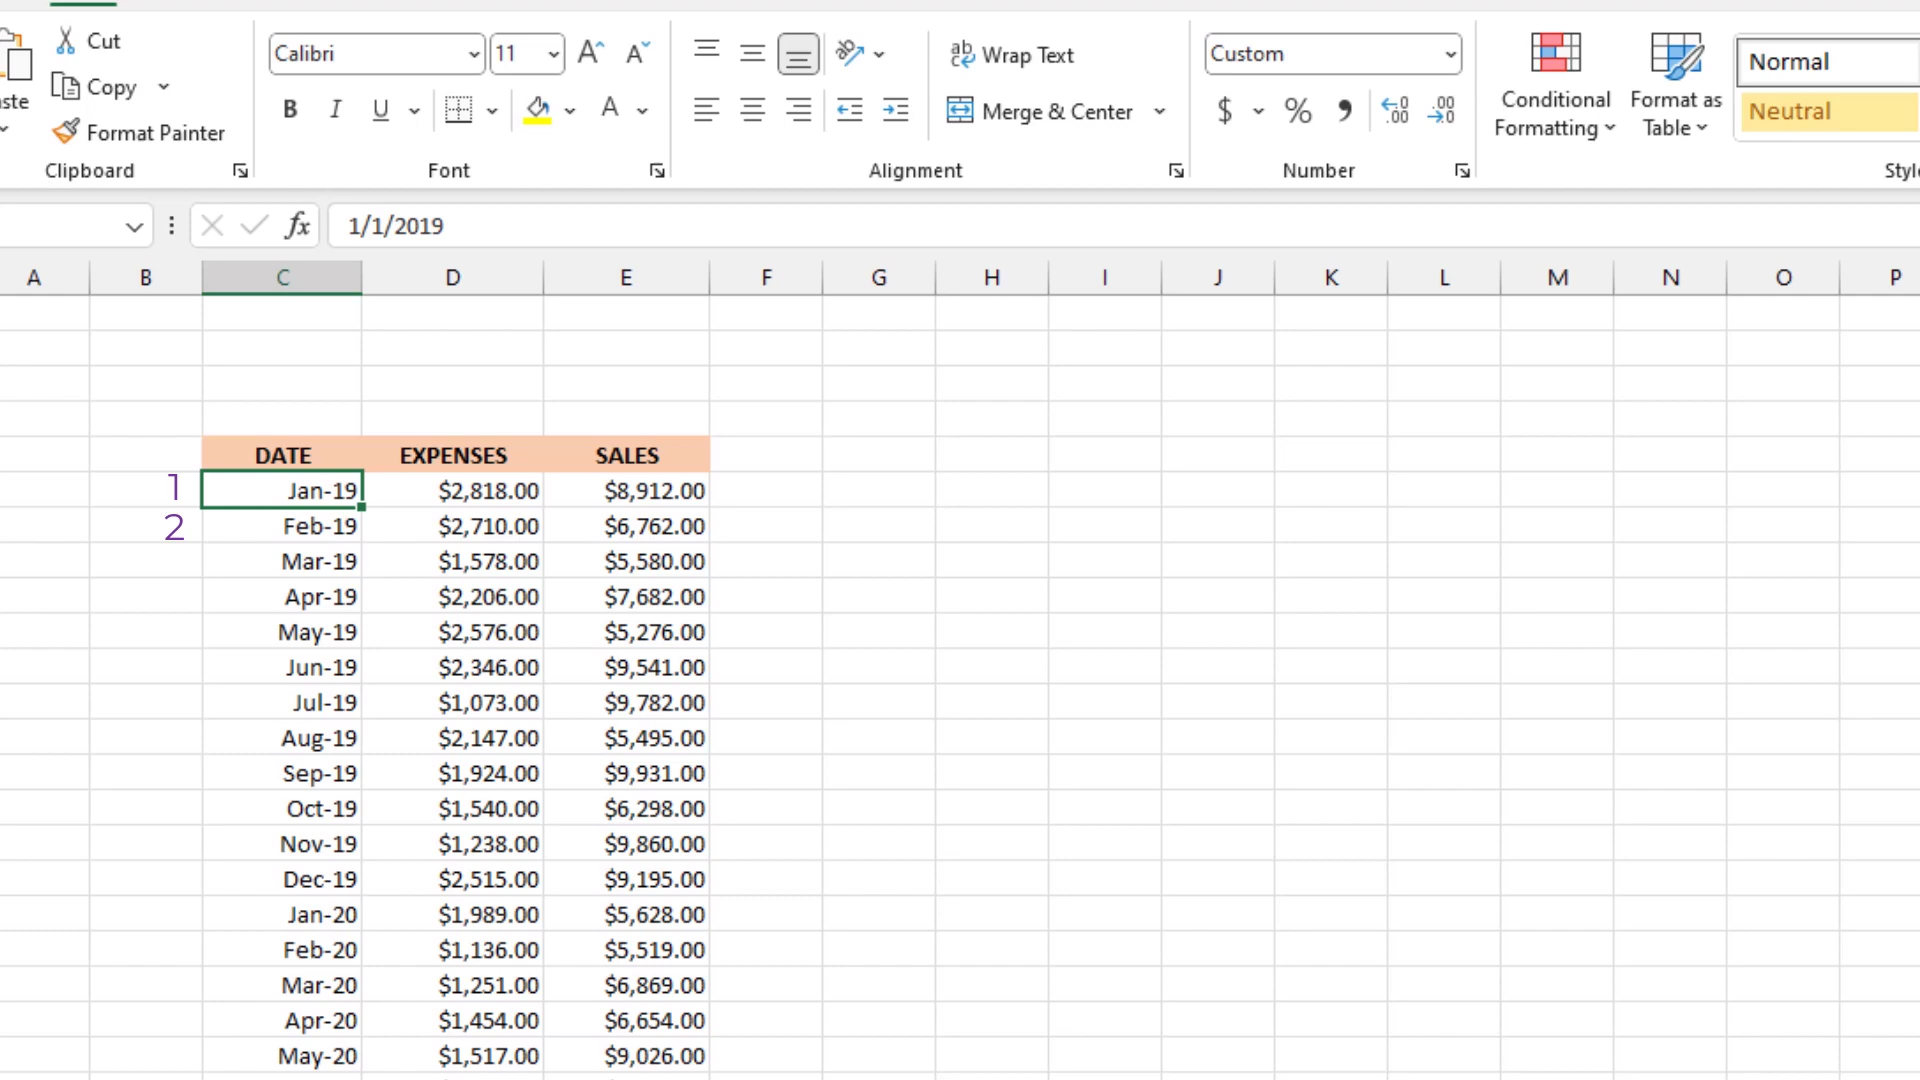 Cut
Copy
Format Painter
Clipboard
Calibri 11
B I U
Font
Wrap Text
Merge & Center
Alignment
Custom
$ %
Number
Conditional Formatting
Format as Table
Normal
Neutral
fx 1/1/2019
A B C D E F G H I J K L M N O P
DATE EXPENSES SALES
1 Jan-19 $2,818.00 $8,912.00
2 Feb-19 $2,710.00 $6,762.00
Mar-19 $1,578.00 $5,580.00
Apr-19 $2,206.00 $7,682.00
May-19 $2,576.00 $5,276.00
Jun-19 $2,346.00 $9,541.00
Jul-19 $1,073.00 $9,782.00
Aug-19 $2,147.00 $5,495.00
Sep-19 $1,924.00 $9,931.00
Oct-19 $1,540.00 $6,298.00
Nov-19 $1,238.00 $9,860.00
Dec-19 $2,515.00 $9,195.00
Jan-20 $1,989.00 $5,628.00
Feb-20 $1,136.00 $5,519.00
Mar-20 $1,251.00 $6,869.00
Apr-20 $1,454.00 $6,654.00
May-20 $1,517.00 $9,026.00